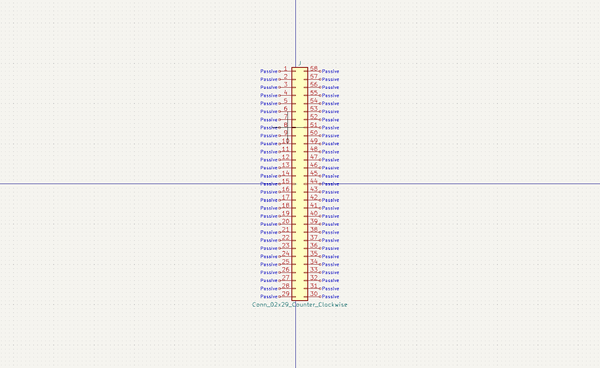 J
Passive 1 58 Passive
Passive 2 57 Passive
Passive 3 56 Passive
Passive 4 55 Passive
Passive 5 54 Passive
Passive 6 53 Passive
Passive 7 52 Passive
Passive 8 51 Passive
Passive 9 50 Passive
Passive 10 49 Passive
Passive 11 48 Passive
Passive 12 47 Passive
Passive 13 46 Passive
Passive 14 45 Passive
Passive 15 44 Passive
Passive 16 43 Passive
Passive 17 42 Passive
Passive 18 41 Passive
Passive 19 40 Passive
Passive 20 39 Passive
Passive 21 38 Passive
Passive 22 37 Passive
Passive 23 36 Passive
Passive 24 35 Passive
Passive 25 34 Passive
Passive 26 33 Passive
Passive 27 32 Passive
Passive 28 31 Passive
Passive 29 30 Passive
Conn_02x29_Counter_Clockwise